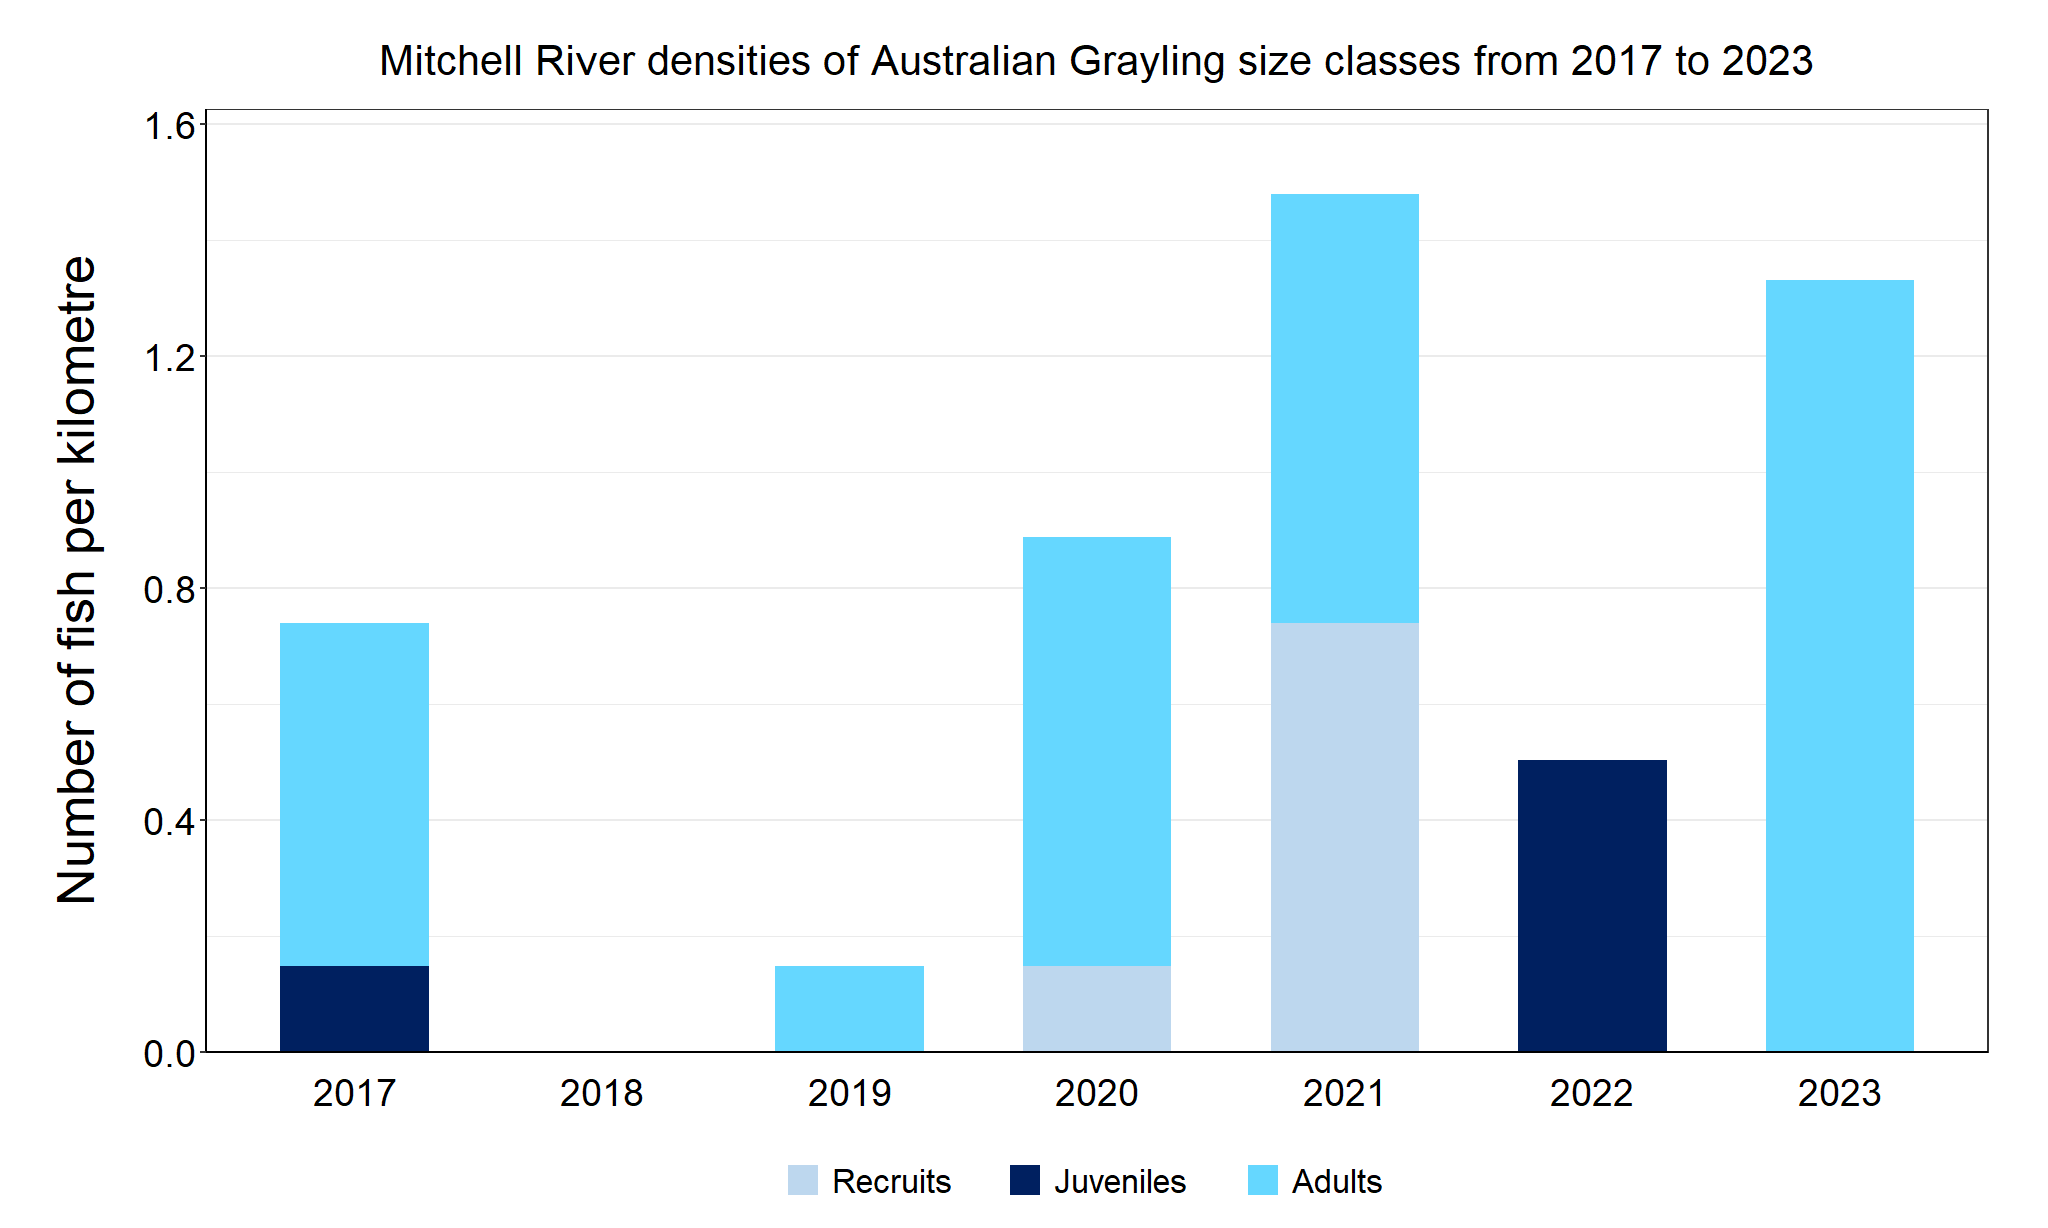 Mitchell River densities of Australian Grayling size classes from 2017 to 2023
Number of fish per kilometre
1.6
1.2
0.8
0.4
0.0
2017 2018 2019 2020 2021 2022 2023
Recruits Juveniles Adults